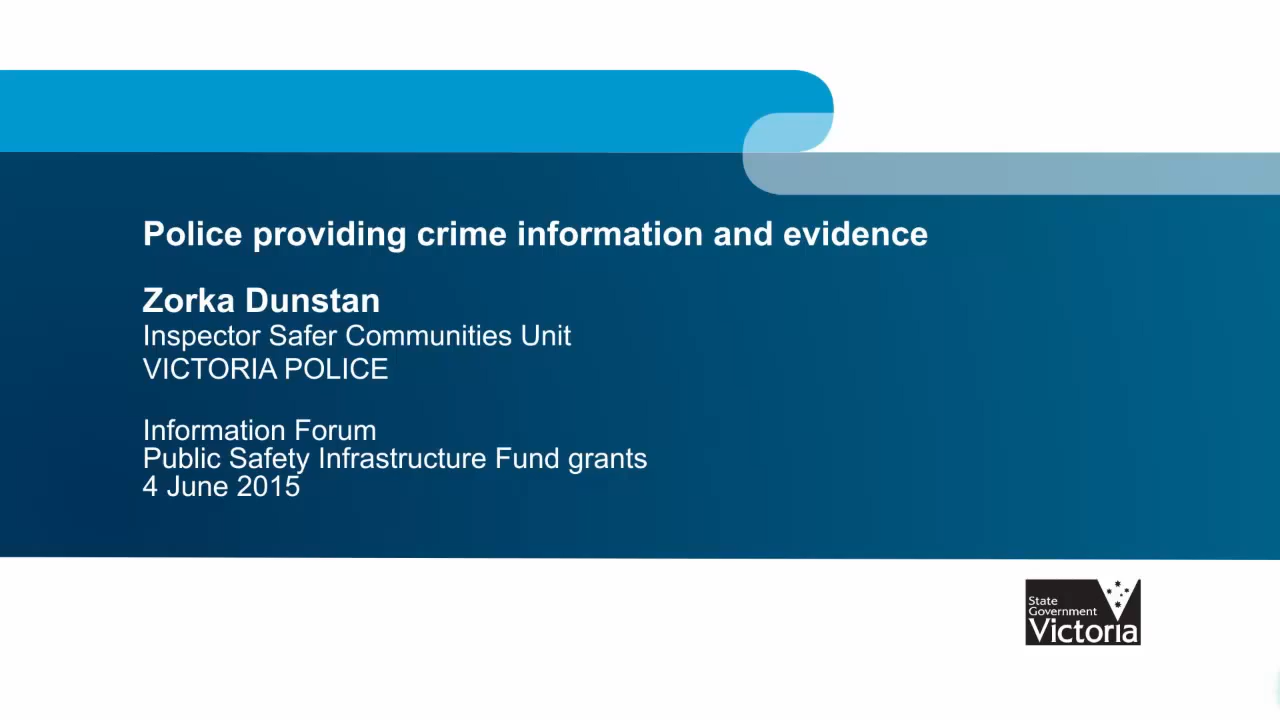 Police providing crime information and evidence
Zorka Dunstan
Inspector Safer Communities Unit
VICTORIA POLICE
Information Forum
Public Safety Infrastructure Fund grants
4 June 2015
State
Government
Victoria